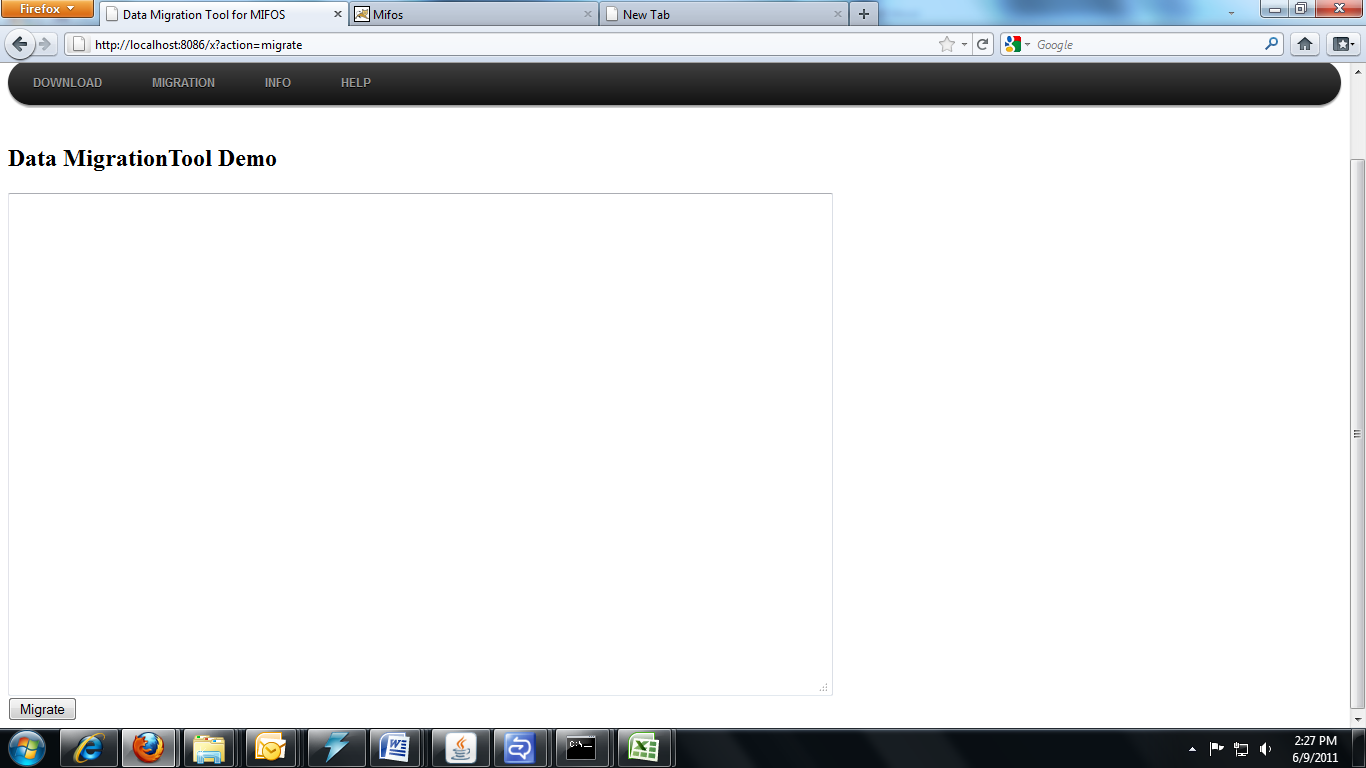 Firefox
Data Migration Tool for MIFOS
Mifos
New Tab
http://localhost:8086/x?action=migrate
Google
DOWNLOAD MIGRATION INFO HELP
Data MigrationTool Demo
Migrate
C:\_
2:27 PM
6/9/2011